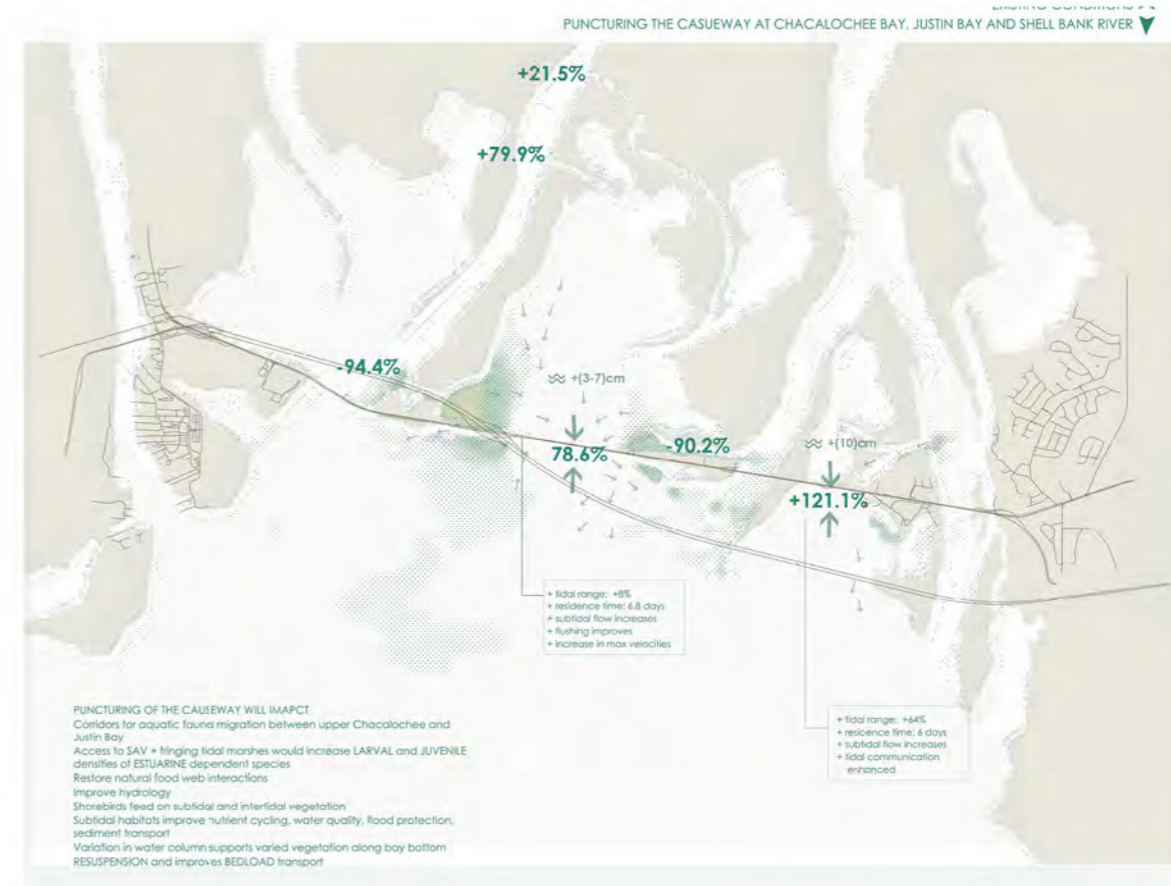 EXISTING CONDITIONS
PUNCTURING THE CASUEWAY AT CHACALOCHEE BAY, JUSTIN BAY AND SHELL BANK RIVER
+21.5%
+79.9%
-94.4%
+(3-7)cm
78.6%
-90.2%
+(10)cm
+121.1%
+ tidal range: +8%
+ residence time: 6.8 days
+ subtidal flow increases
+ flushing improves
+ increase in max velocities
+ tidal range: +64%
+ resicence time: 6 days
+ subtidal flow increases
+ tidal communication
enhanced
PUNCTURING OF THE CAUSEWAY WILL IMAPCT
Corridors for aquatic fauna migration between upper Chacalochee and
Justin Bay
Access to SAV + fringing tidal marshes would increase LARVAL and JUVENILE
densities of ESTUARINE dependent species
Restore natural food web interactions
Improve hydrology
Shorebirds feed on subtidal and intertidal vegetation
Subtidal habitats improve nutrient cycling, water quality, flood protection,
sediment transport
Variation in water column supports varied vegetation along bay bottom
RESUSPENSION and improves BEDLOAD transport